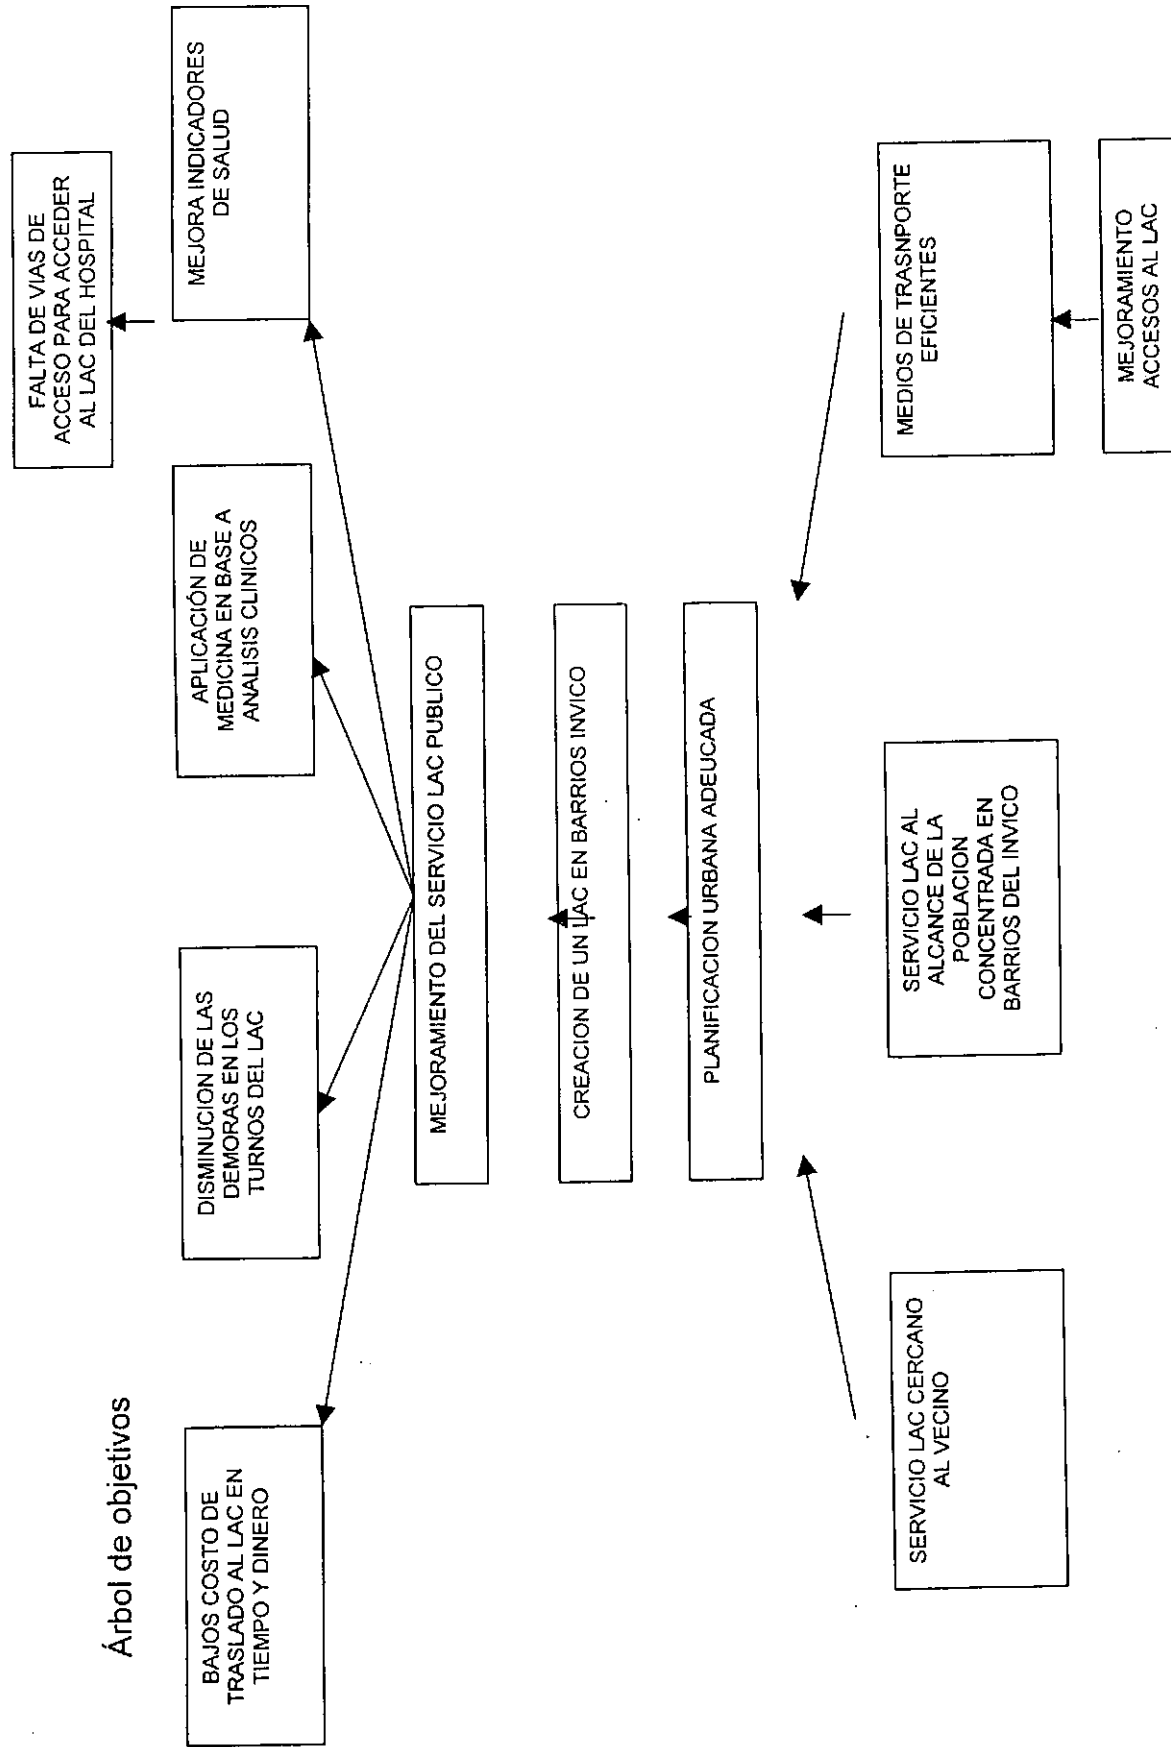 Árbol de objetivos
FALTA DE VIAS DE
ACCESO PARA ACCEDER
AL LAC DEL HOSPITAL
BAJOS COSTO DE
TRASLADO AL LAC EN
TIEMPO Y DINERO
DISMINUCION DE LAS
DEMORAS EN LOS
TURNOS DEL LAC
APLICACIÓN DE
MEDICINA EN BASE A
ANALISIS CLINICOS
MEJORA INDICADORES
DE SALUD
MEJORAMIENTO DEL SERVICIO LAC PUBLICO
CREACION DE UN LAC EN BARRIOS INVICO
PLANIFICACION URBANA ADEUCADA
SERVICIO LAC CERCANO
AL VECINO
SERVICIO LAC AL
ALCANCE DE LA
POBLACION
CONCENTRADA EN
BARRIOS DEL INVICO
MEDIOS DE TRASNPORTE
EFICIENTES
MEJORAMIENTO
ACCESOS AL LAC